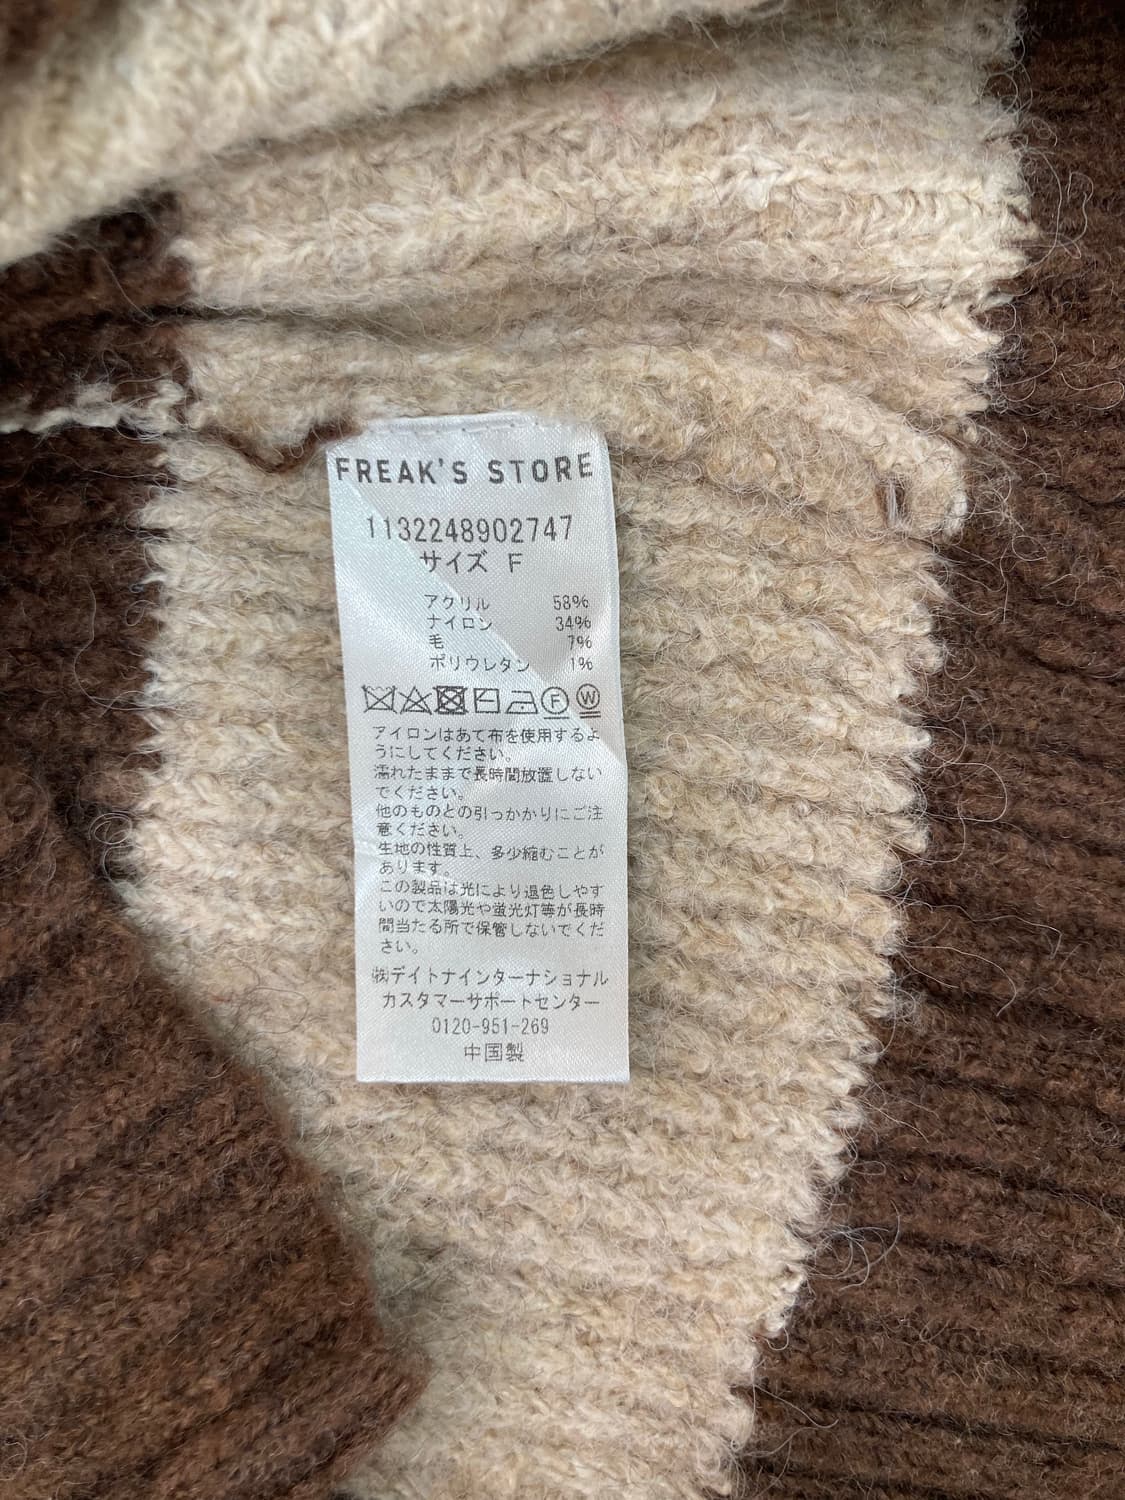 FREAK'S STORE
1132248902747
サイズ F
アクリル 58%
ナイロン 34%
毛 7%
ポリウレタン 1%
F W
アイロンはあて布を使用するよ
うにしてください。
濡れたままで長時間放置しない
でください。
他のものとの引っかかりにご注
意ください。
生地の性質上、多少縮むことが
あります。
この製品は光により退色しやす
いので太陽光や蛍光灯等が長時
間当たる所で保管しないでくだ
さい。
㈱デイトナインターナショナル
カスタマーサポートセンター
0120-951-269
中国製